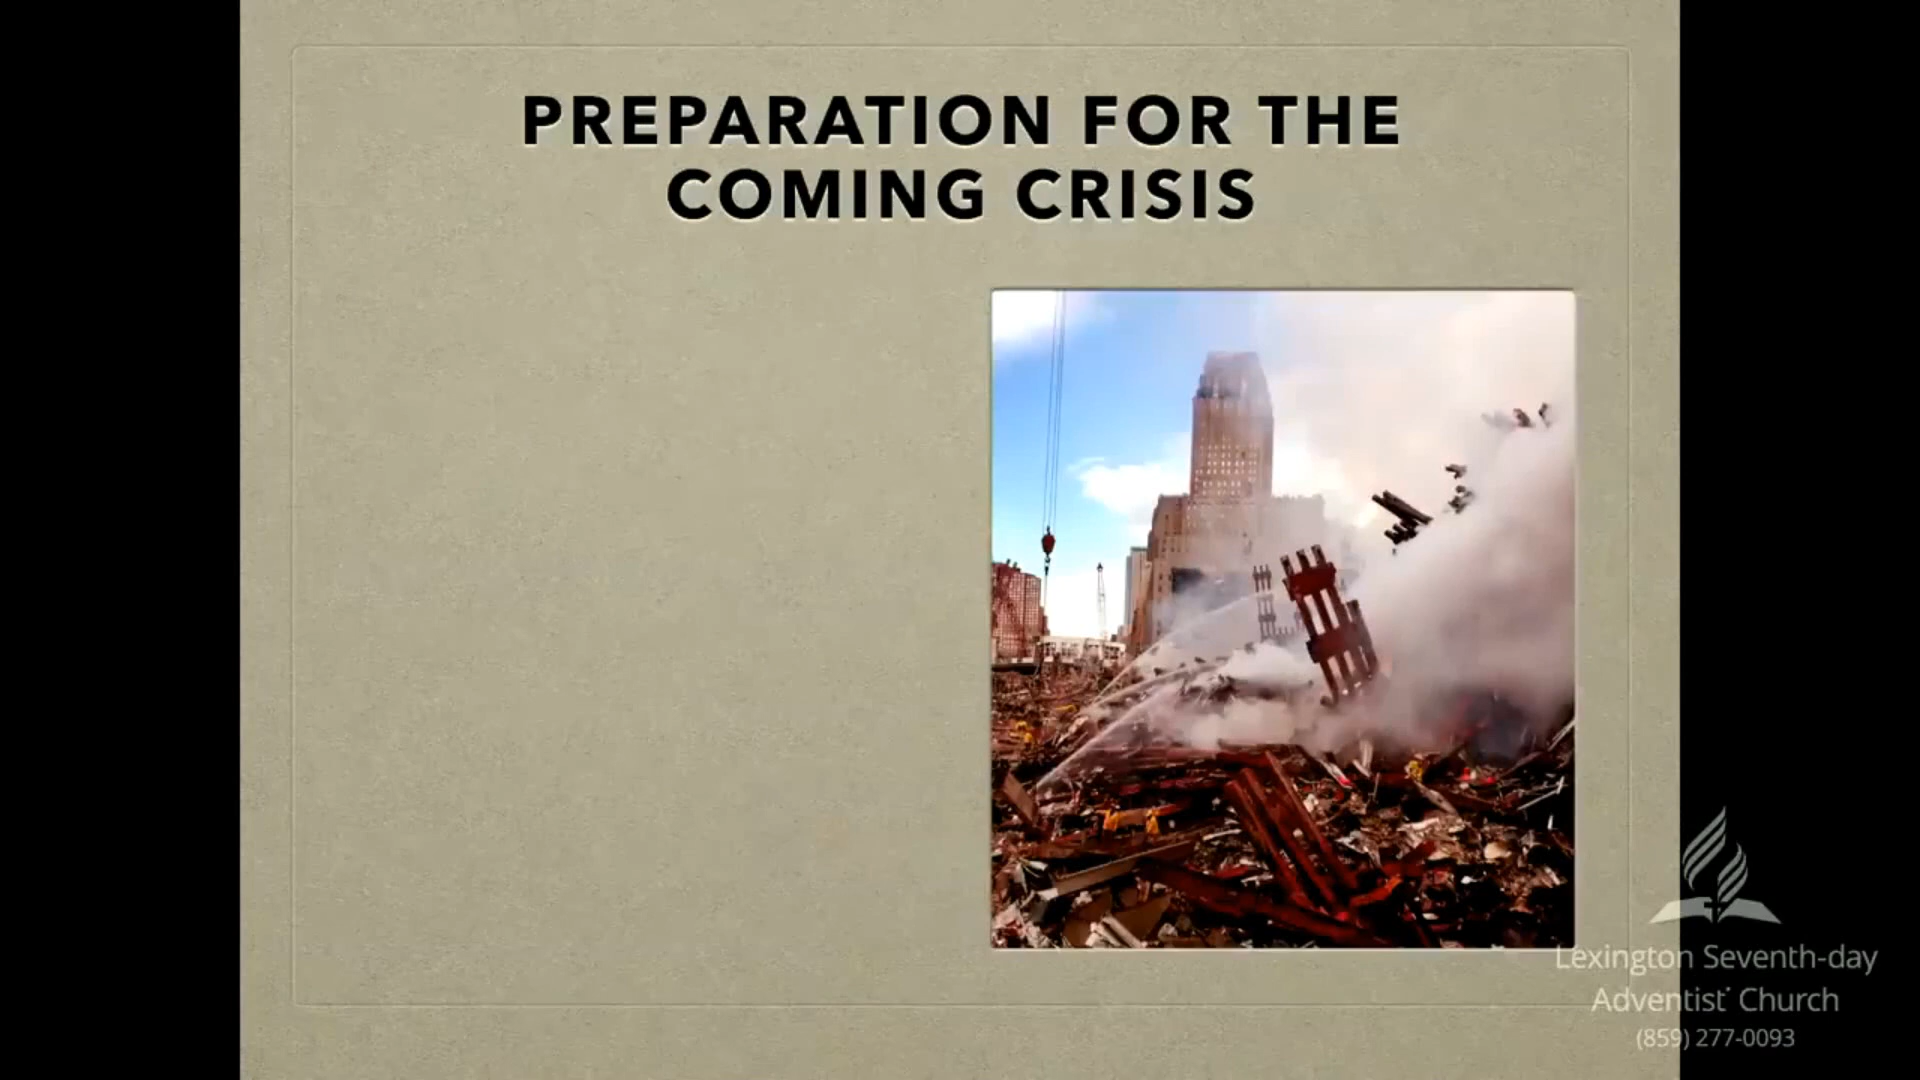 PREPARATION FOR THE
COMING CRISIS
Lexington Seventh-day
Adventist Church
(859) 277-0093